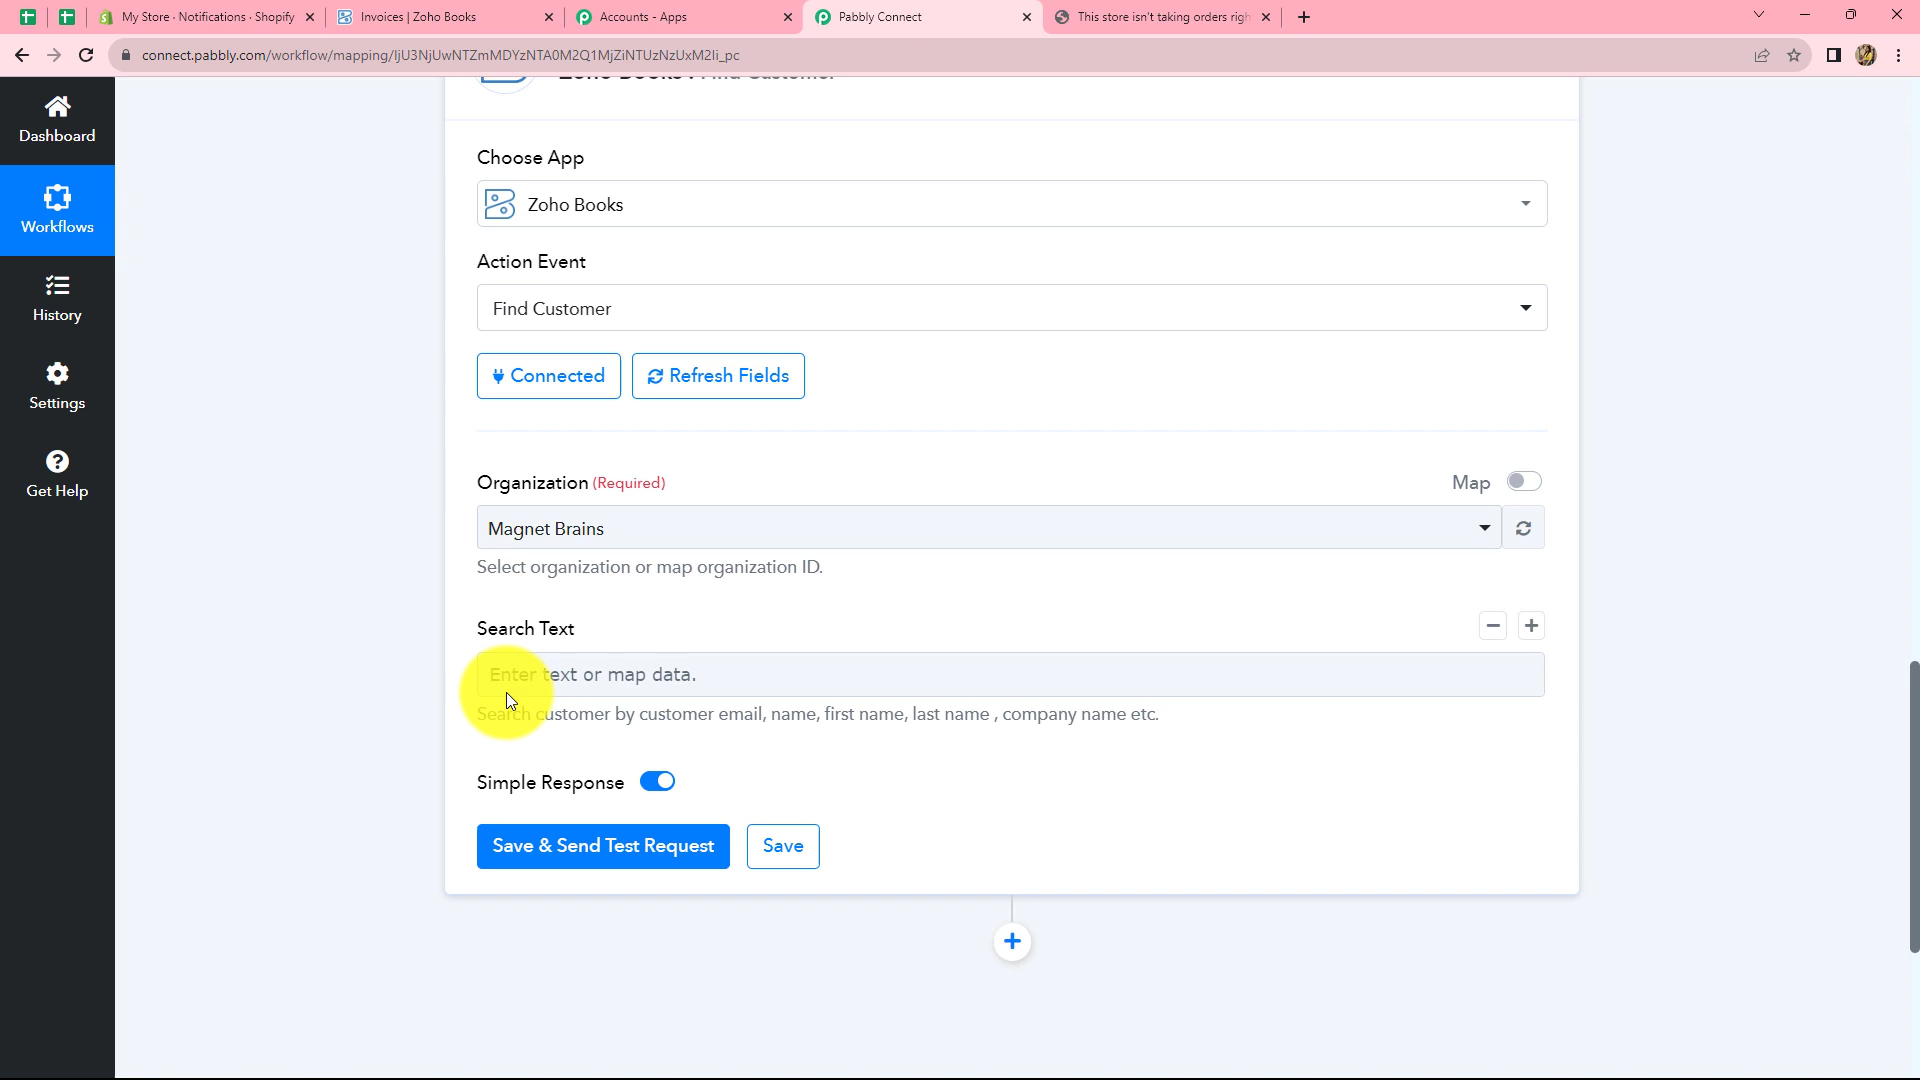 My Store · Notifications · Shopify
Invoices | Zoho Books
Accounts - Apps
Pabbly Connect
This store isn't taking orders righ
connect.pabbly.com/workflow/mapping/IjU3NjUwNTZmMDYzNTA0M2Q1MjZiNTUzNzUxM2Ii_pc
Zoho Books : Find Customer
Dashboard
Workflows
History
Settings
Get Help
Choose App
Zoho Books
Action Event
Find Customer
Connected
Refresh Fields
Organization (Required)
Map
Magnet Brains
Select organization or map organization ID.
Search Text
Enter text or map data.
Search customer by customer email, name, first name, last name , company name etc.
Simple Response
Save & Send Test Request
Save